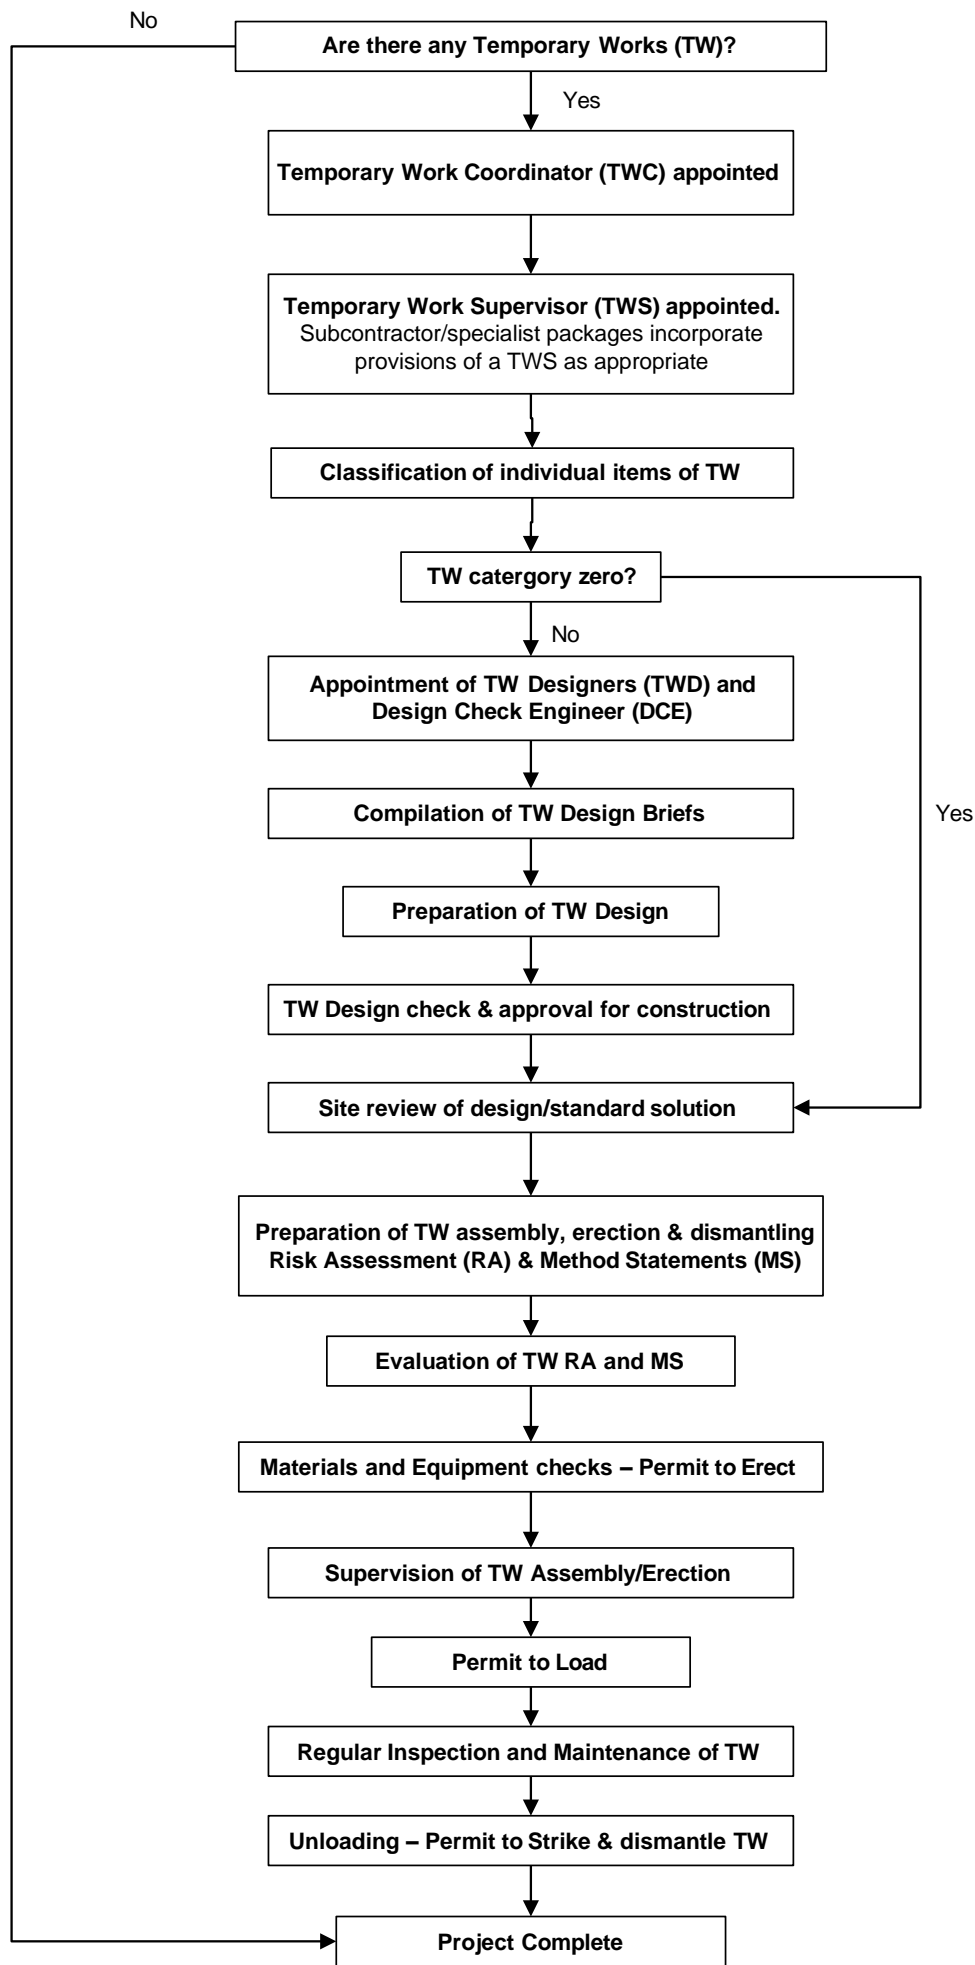 No
Are there any Temporary Works (TW)?
Yes
Temporary Work Coordinator (TWC) appointed
Temporary Work Supervisor (TWS) appointed.
Subcontractor/specialist packages incorporate
provisions of a TWS as appropriate
Classification of individual items of TW
TW catergory zero?
No
Appointment of TW Designers (TWD) and
Design Check Engineer (DCE)
Compilation of TW Design Briefs
Yes
Preparation of TW Design
TW Design check & approval for construction
Site review of design/standard solution
Preparation of TW assembly, erection & dismantling
Risk Assessment (RA) & Method Statements (MS)
Evaluation of TW RA and MS
Materials and Equipment checks – Permit to Erect
Supervision of TW Assembly/Erection
Permit to Load
Regular Inspection and Maintenance of TW
Unloading – Permit to Strike & dismantle TW
Project Complete